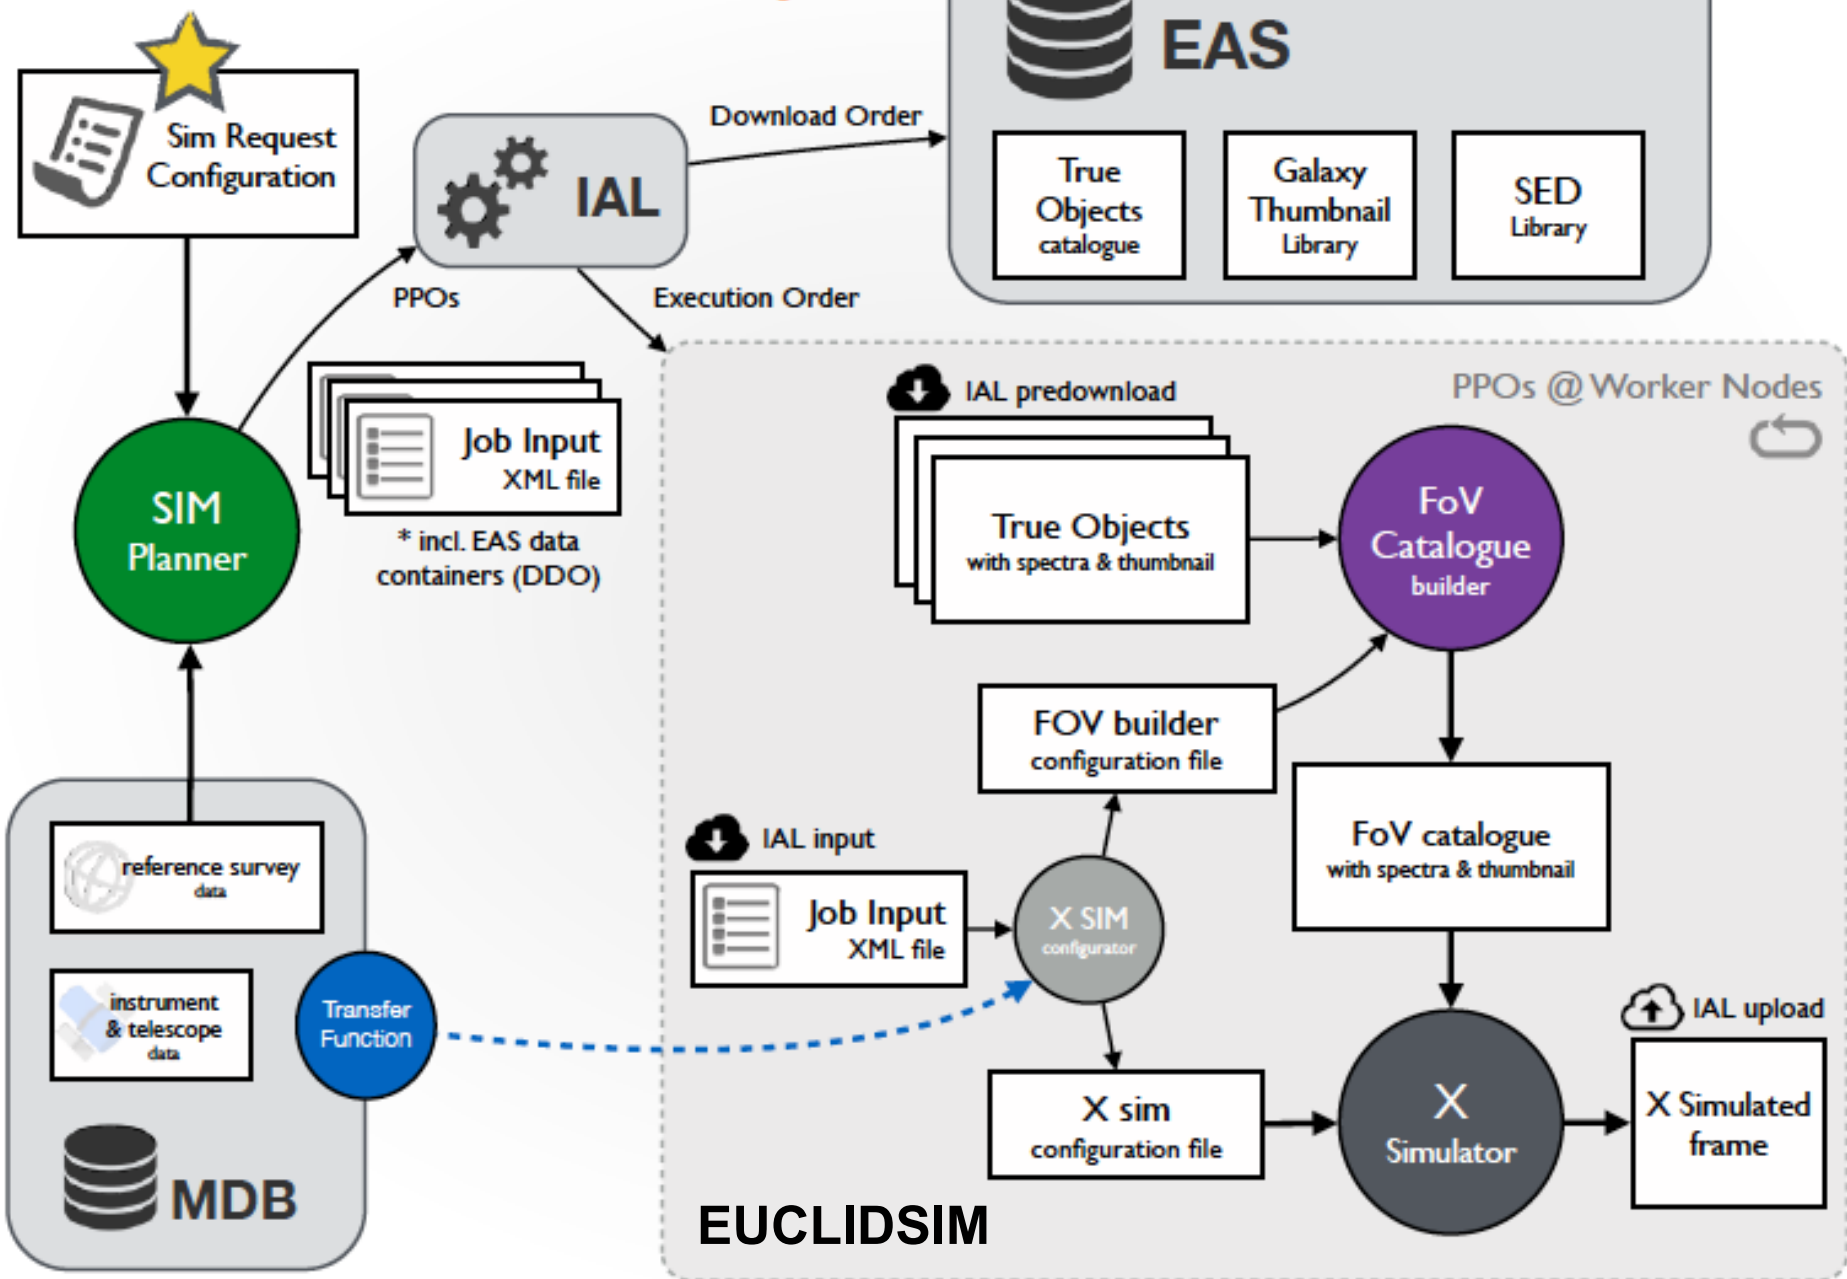 EAS
Sim Request
Configuration
IAL
Download Order
True
Objects
catalogue
Galaxy
Thumbnail
Library
SED
Library
PPOs
Execution Order
Job Input
XML file
* incl. EAS data
containers (DDO)
SIM
Planner
IAL predownload
PPOs @ Worker Nodes
True Objects
with spectra & thumbnail
FoV
Catalogue
builder
FOV builder
configuration file
FoV catalogue
with spectra & thumbnail
IAL input
Job Input
XML file
X SIM
configurator
reference survey
data
instrument
& telescope
data
Transfer
Function
MDB
X sim
configuration file
X
Simulator
IAL upload
X Simulated
frame
EUCLIDSIM